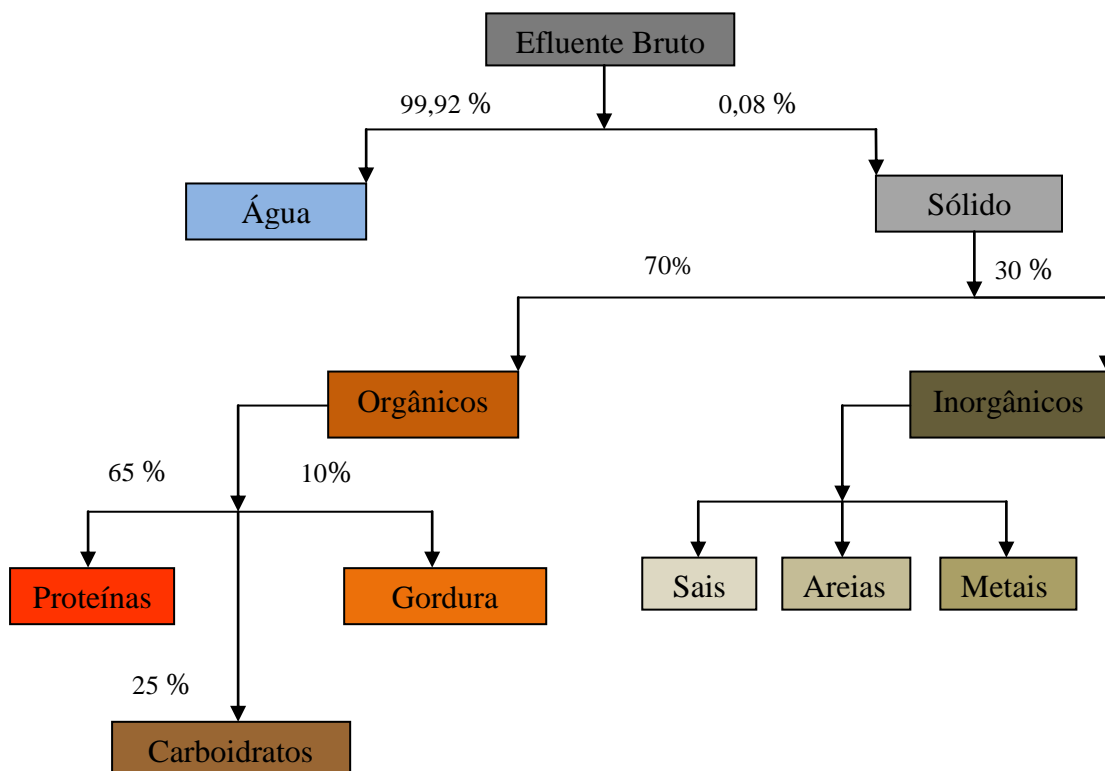 Efluente Bruto
99,92 %
0,08 %
Água
Sólido
70%
30 %
Orgânicos
Inorgânicos
65 %
10%
Proteínas
Gordura
Sais
Areias
Metais
25 %
Carboidratos